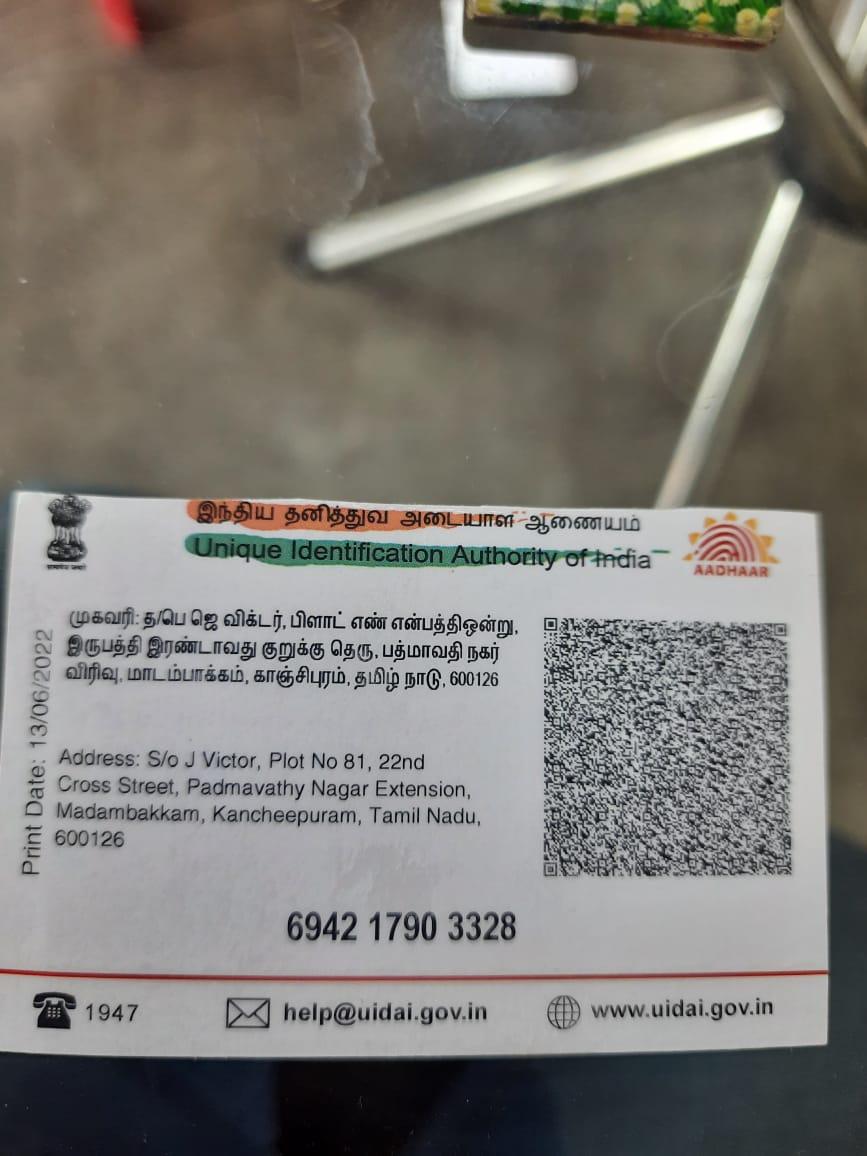 இந்திய தனித்துவ அடையாள ஆணையம்
Unique Identification Authority of India
AADHAAR
Print Date: 13/06/2022
முகவரி: த/பெ ஜெ விக்டர், பிளாட் எண் என்பத்திஒன்று,
இருபத்தி இரண்டாவது குறுக்கு தெரு, பத்மாவதி நகர்
விரிவு, மாடம்பாக்கம், காஞ்சிபுரம், தமிழ் நாடு, 600126
Address: S/o J Victor, Plot No 81, 22nd
Cross Street, Padmavathy Nagar Extension,
Madambakkam, Kancheepuram, Tamil Nadu,
600126
6942 1790 3328
1947 help@uidai.gov.in www.uidai.gov.in